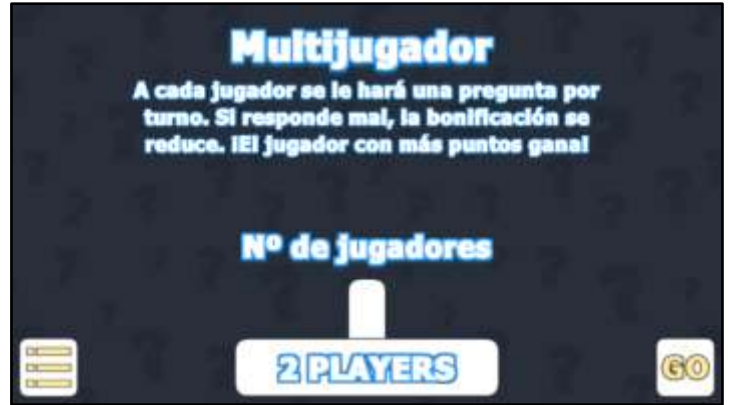 Multijugador
A cada jugador se le hará una pregunta por
turno. Si responde mal, la bonificación se
reduce. ¡El jugador con más puntos gana!
Nº de jugadores
2 PLAYERS
GO